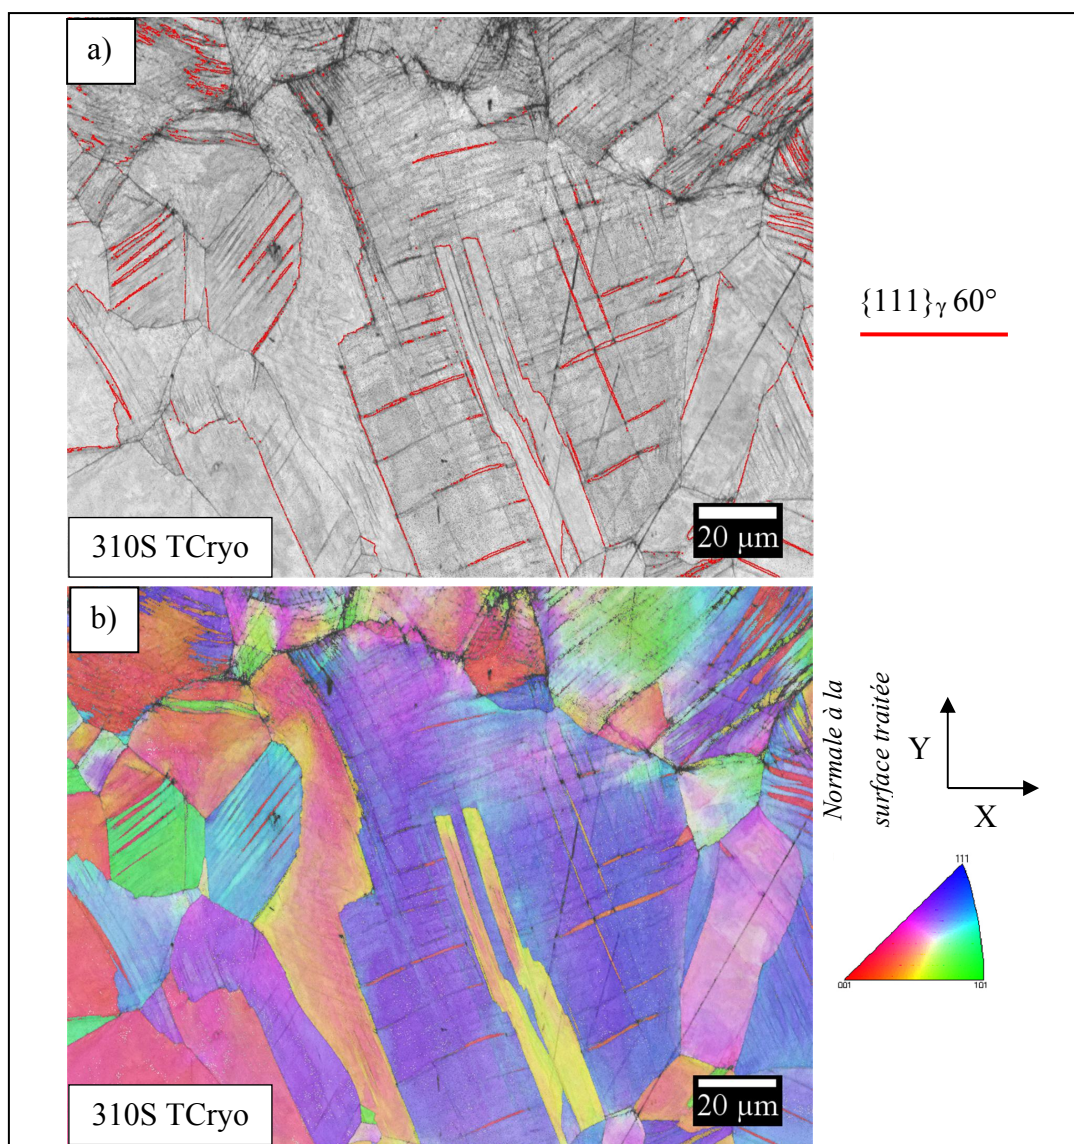 a)
{111}γ 60°
310S TCryo
20 µm
b)
Normale à la
surface traitée
Y
X
111
001
101
310S TCryo
20 µm